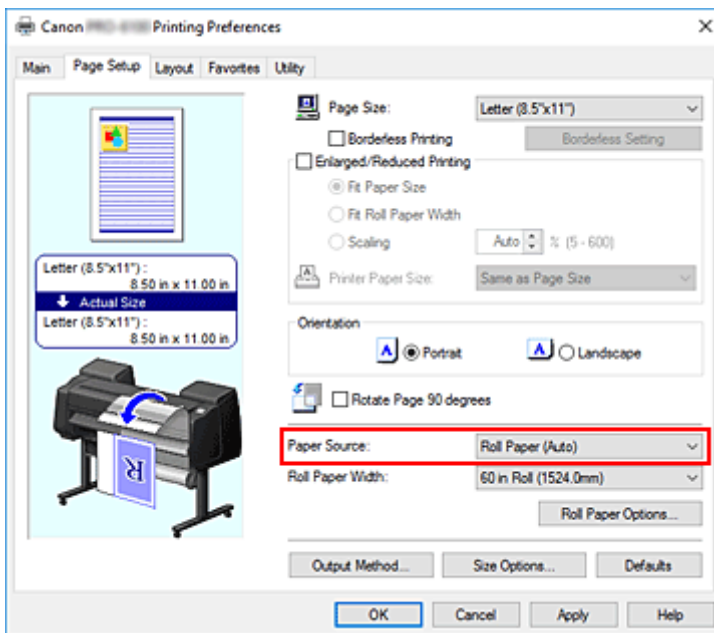 Canon Printing Preferences
Main Page Setup Layout Favorites Utility
Page Size: Letter (8.5"x11")
Borderless Printing Borderless Setting
Enlarged/Reduced Printing
Fit Paper Size
Fit Roll Paper Width
Scaling Auto % (5 - 600)
Printer Paper Size: Same as Page Size
Letter (8.5"x11") :
8.50 in x 11.00 in
Actual Size
Letter (8.5"x11") :
8.50 in x 11.00 in
Orientation
A Portrait A Landscape
Rotate Page 90 degrees
Paper Source: Roll Paper (Auto)
Roll Paper Width: 60 in Roll (1524.0mm)
Roll Paper Options...
R
Output Method... Size Options... Defaults
OK Cancel Apply Help